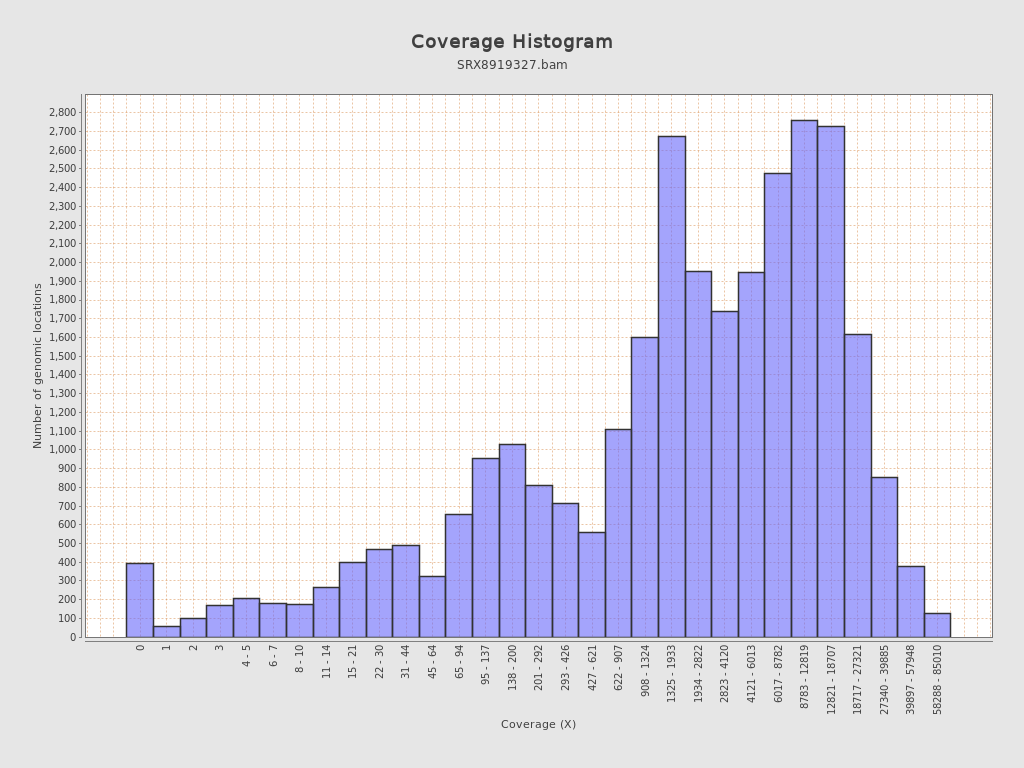 Coverage Histogram
SRX8919327.bam
Number of genomic locations
2,800
2,700
2,600
2,500
2,400
2,300
2,200
2,100
2,000
1,900
1,800
1,700
1,600
1,500
1,400
1,300
1,200
1,100
1,000
900
800
700
600
500
400
300
200
100
0
0
1
2
3
4 - 5
6 - 7
8 - 10
11 - 14
15 - 21
22 - 30
31 - 44
45 - 64
65 - 94
95 - 137
138 - 200
201 - 292
293 - 426
427 - 621
622 - 907
908 - 1324
1325 - 1933
1934 - 2822
2823 - 4120
4121 - 6013
6017 - 8782
8783 - 12819
12821 - 18707
18717 - 27321
27340 - 39885
39897 - 57948
58288 - 85010
Coverage (X)